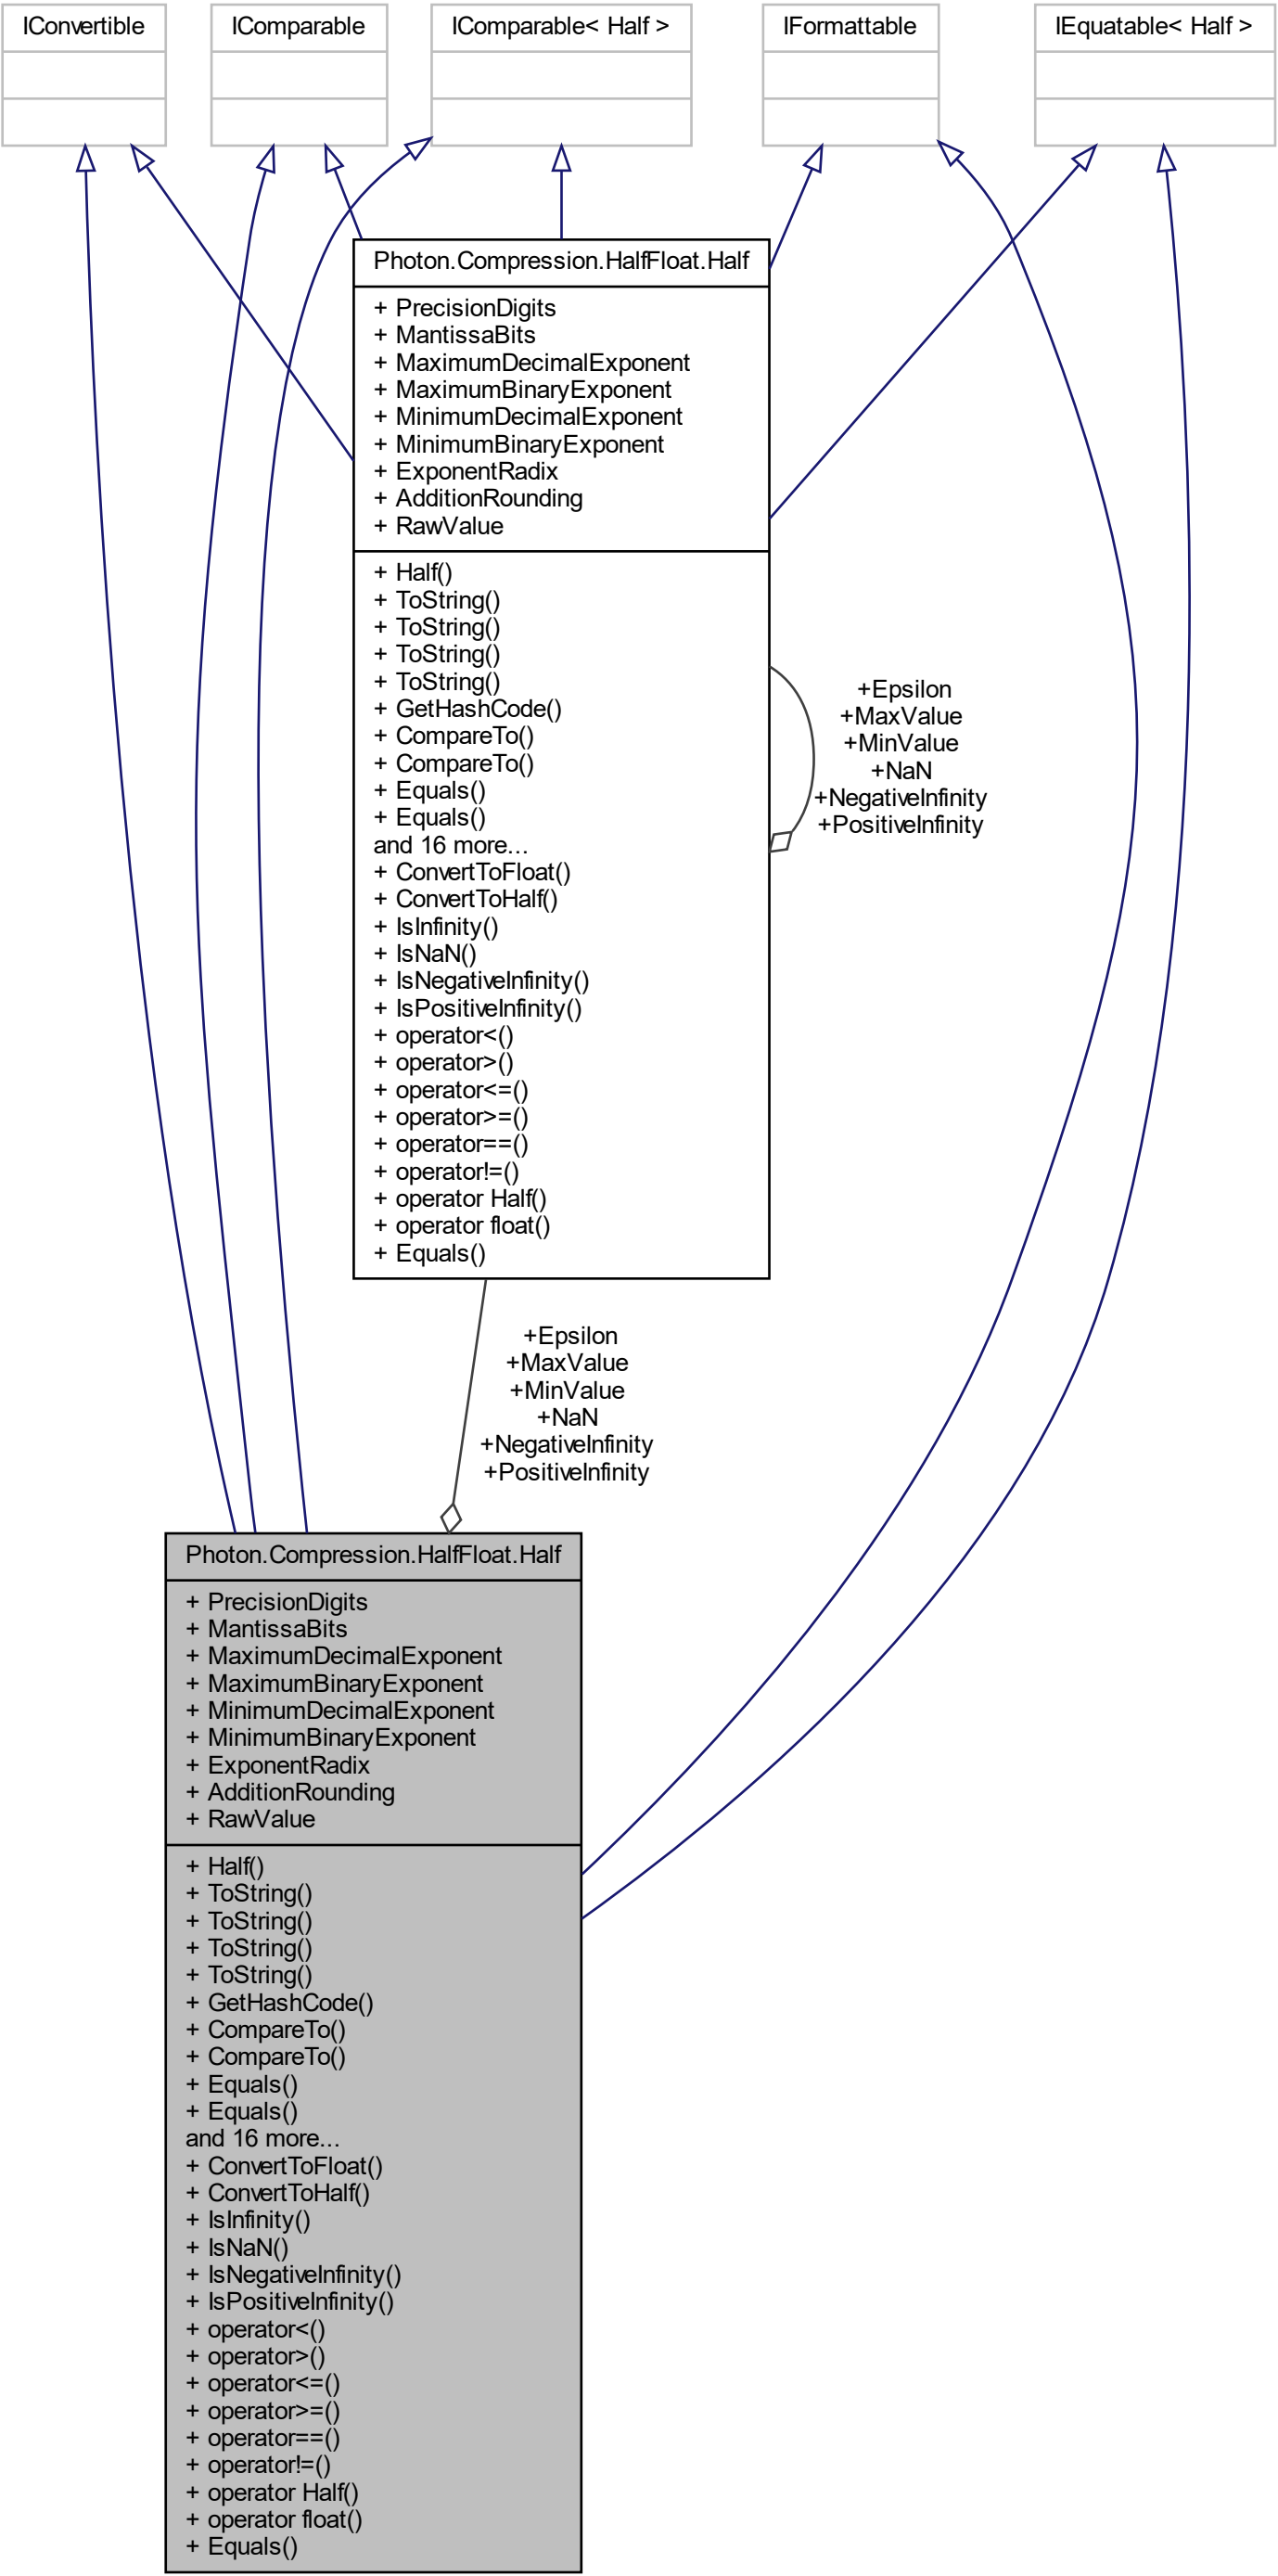 IConvertible
IComparable
IComparable< Half >
IFormattable
IEquatable< Half >
Photon.Compression.HalfFloat.Half
+ PrecisionDigits
+ MantissaBits
+ MaximumDecimalExponent
+ MaximumBinaryExponent
+ MinimumDecimalExponent
+ MinimumBinaryExponent
+ ExponentRadix
+ AdditionRounding
+ RawValue
+ Half()
+ ToString()
+ ToString()
+ ToString()
+ ToString()
+ GetHashCode()
+ CompareTo()
+ CompareTo()
+ Equals()
+ Equals()
and 16 more...
+ ConvertToFloat()
+ ConvertToHalf()
+ IsInfinity()
+ IsNaN()
+ IsNegativeInfinity()
+ IsPositiveInfinity()
+ operator<()
+ operator>()
+ operator<=()
+ operator>=()
+ operator==()
+ operator!=()
+ operator Half()
+ operator float()
+ Equals()
+Epsilon
+MaxValue
+MinValue
+NaN
+NegativeInfinity
+PositiveInfinity
+Epsilon
+MaxValue
+MinValue
+NaN
+NegativeInfinity
+PositiveInfinity
Photon.Compression.HalfFloat.Half
+ PrecisionDigits
+ MantissaBits
+ MaximumDecimalExponent
+ MaximumBinaryExponent
+ MinimumDecimalExponent
+ MinimumBinaryExponent
+ ExponentRadix
+ AdditionRounding
+ RawValue
+ Half()
+ ToString()
+ ToString()
+ ToString()
+ ToString()
+ GetHashCode()
+ CompareTo()
+ CompareTo()
+ Equals()
+ Equals()
and 16 more...
+ ConvertToFloat()
+ ConvertToHalf()
+ IsInfinity()
+ IsNaN()
+ IsNegativeInfinity()
+ IsPositiveInfinity()
+ operator<()
+ operator>()
+ operator<=()
+ operator>=()
+ operator==()
+ operator!=()
+ operator Half()
+ operator float()
+ Equals()